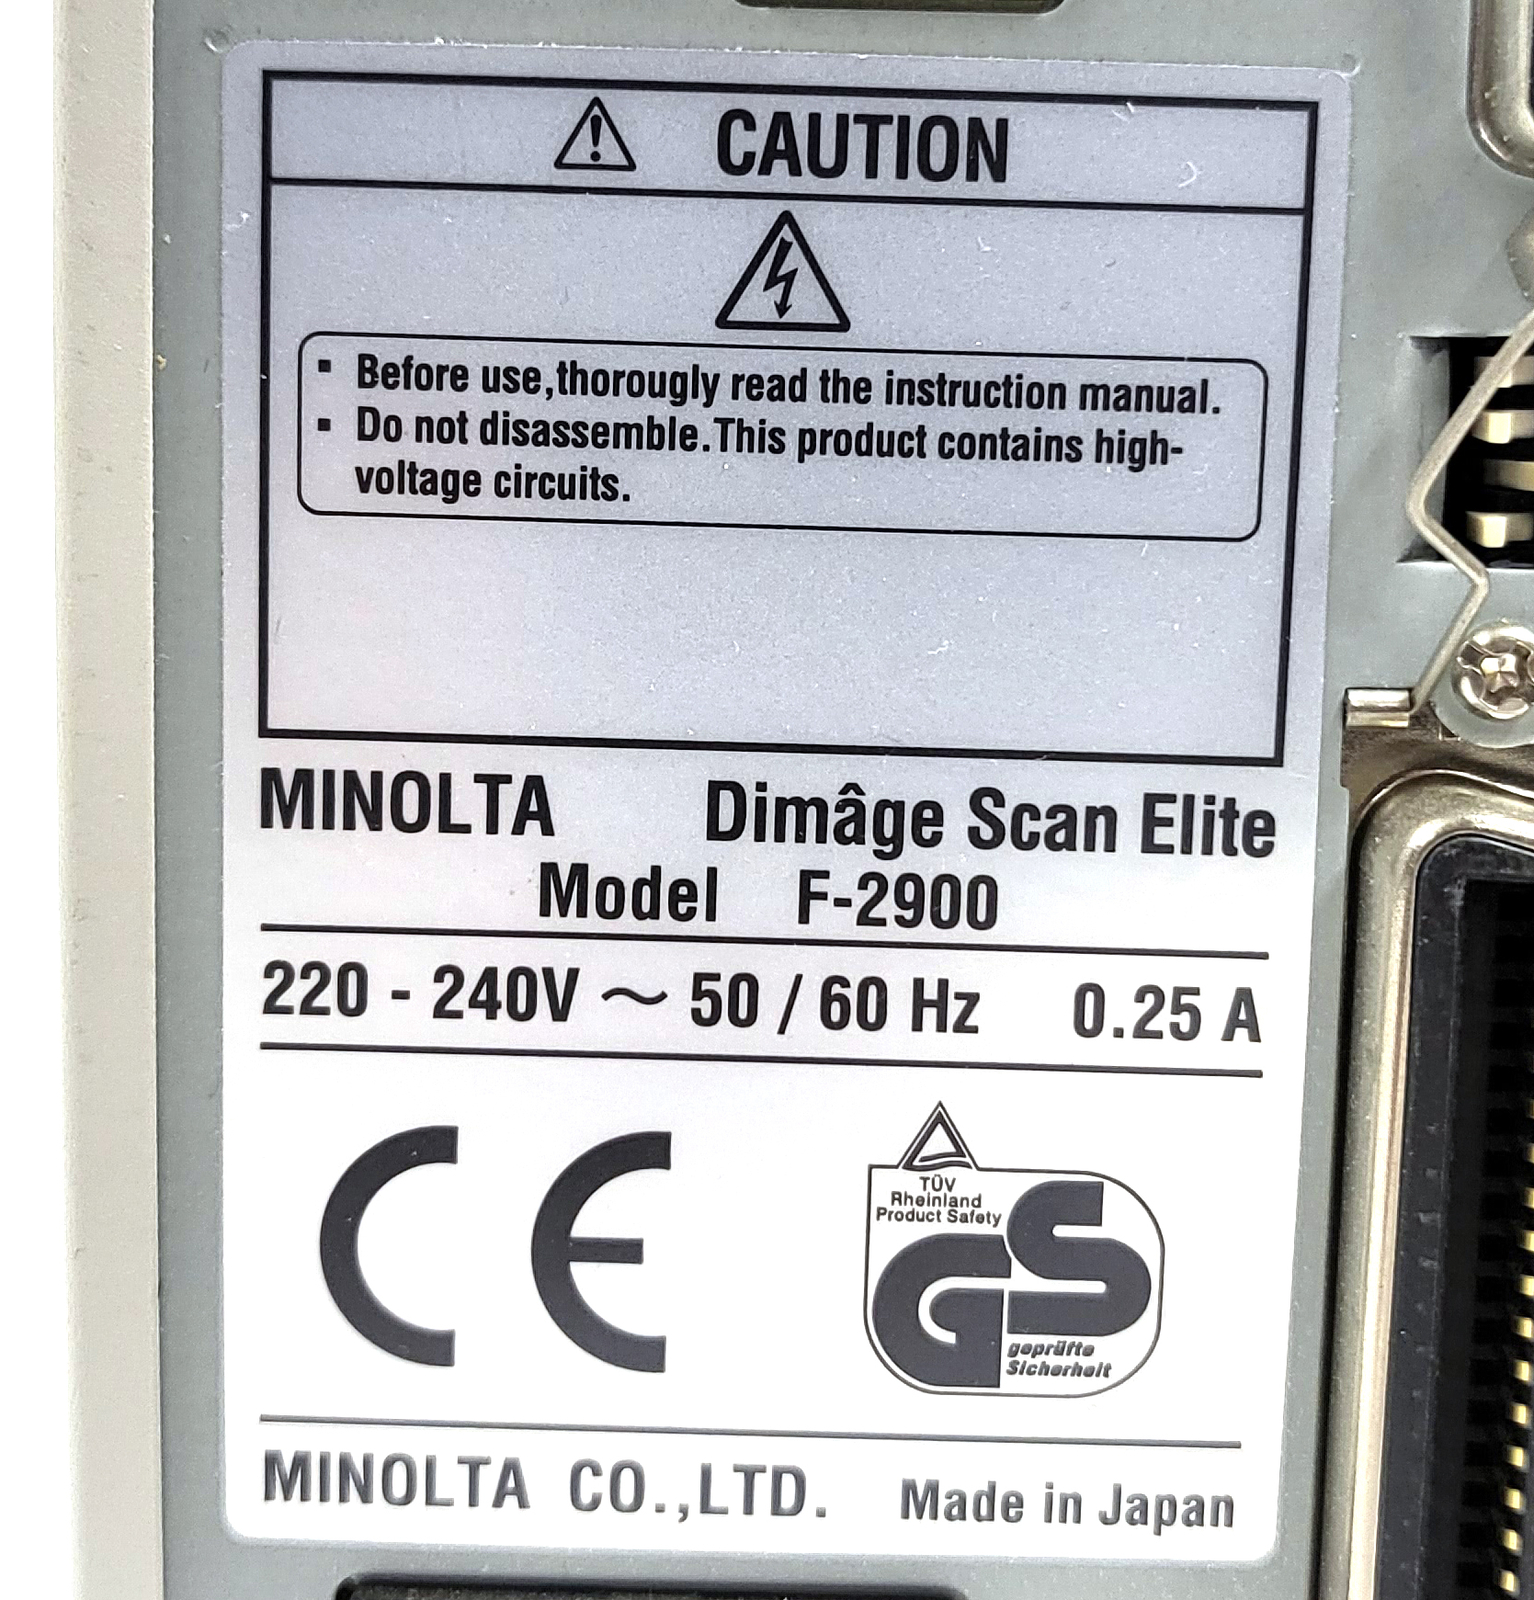 CAUTION
▪ Before use,thorougly read the instruction manual.
▪ Do not disassemble.This product contains high-
voltage circuits.
MINOLTA Dimâge Scan Elite
Model F-2900
220 - 240V ~ 50 / 60 Hz 0.25 A
CE
TÜV
Rheinland
Product Safety
GS
geprüfte
Sicherheit
MINOLTA CO.,LTD. Made in Japan